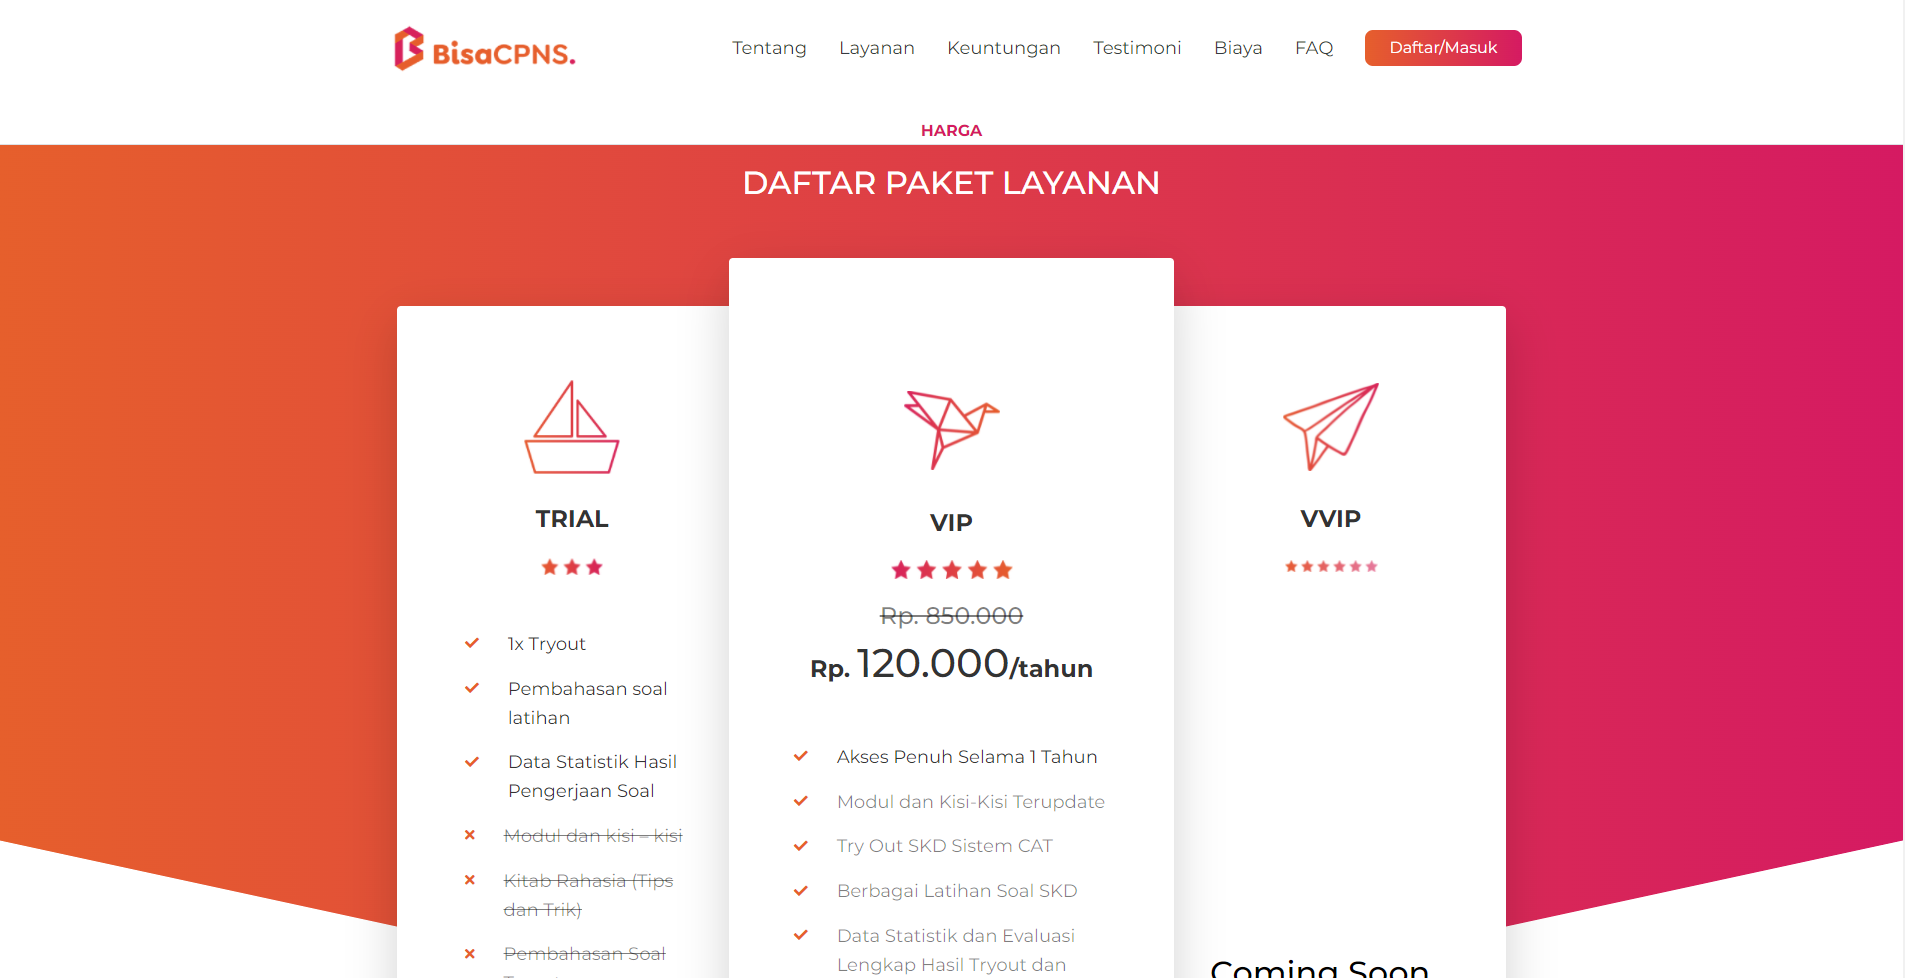 BisaCPNS.
Tentang
Layanan
Keuntungan
Testimoni
Biaya
FAQ
Daftar/Masuk
HARGA
DAFTAR PAKET LAYANAN
TRIAL
1x Tryout
Pembahasan soal
latihan
Data Statistik Hasil
Pengerjaan Soal
Modul dan kisi – kisi
Kitab Rahasia (Tips
dan Trik)
Pembahasan Soal
VIP
Rp. 850.000
Rp. 120.000/tahun
Akses Penuh Selama 1 Tahun
Modul dan Kisi-Kisi Terupdate
Try Out SKD Sistem CAT
Berbagai Latihan Soal SKD
Data Statistik dan Evaluasi
Lengkap Hasil Tryout dan
VVIP
Coming Soon